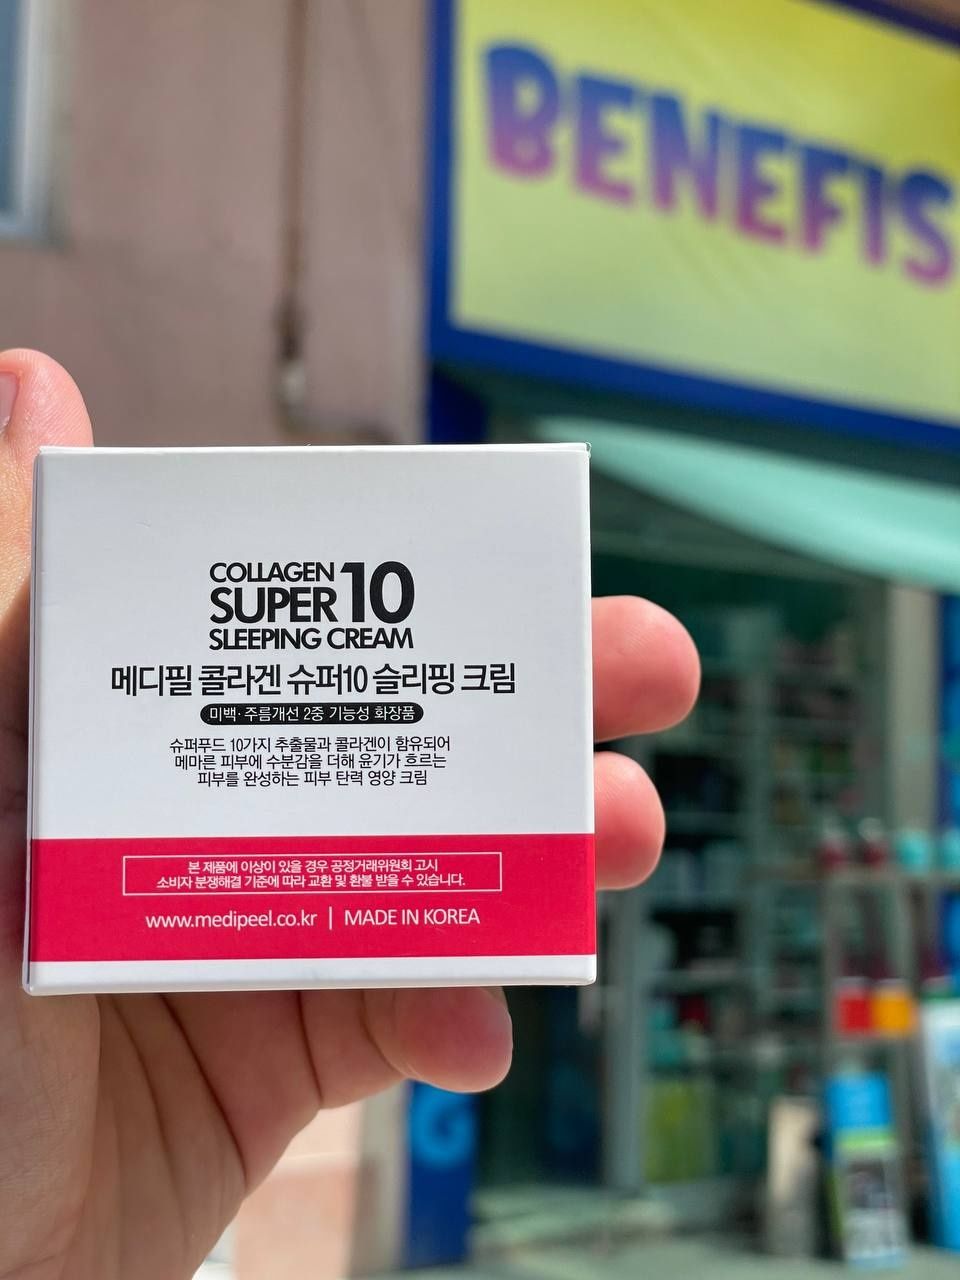 BENEFIS
COLLAGEN
SUPER 10
SLEEPING CREAM
메디필 콜라겐 슈퍼10 슬리핑 크림
미백·주름개선 2중 기능성 화장품
슈퍼푸드 10가지 추출물과 콜라겐이 함유되어
메마른 피부에 수분감을 더해 윤기가 흐르는
피부를 완성하는 피부 탄력 영양 크림
본 제품에 이상이 있을 경우 공정거래위원회 고시
소비자 분쟁해결 기준에 따라 교환 및 환불 받을 수 있습니다.
www.medipeel.co.kr | MADE IN KOREA